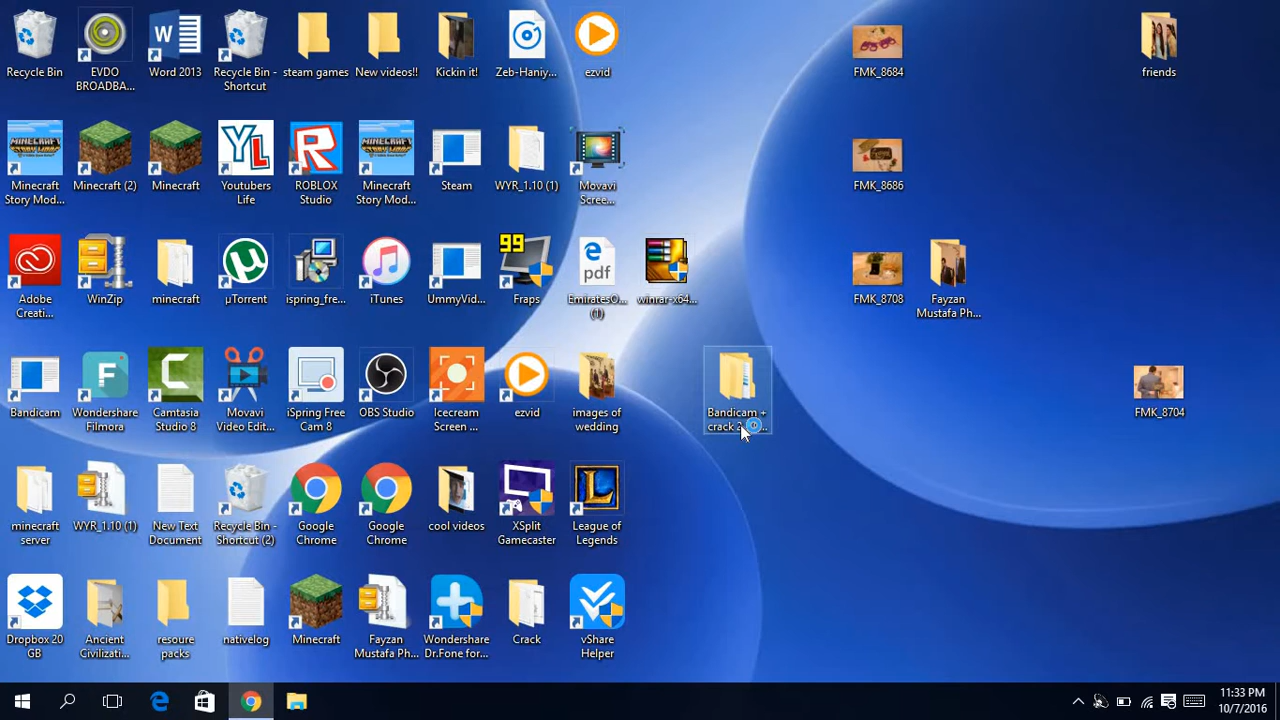 Recycle Bin
EVDO
BROADBA...
Word 2013
Recycle Bin -
Shortcut
steam games
New videos!!
Kickin it!
Zeb-Haniy...
ezvid
FMK_8684
friends
Minecraft
Story Mod...
Minecraft (2)
Minecraft
YL
Youtubers
Life
ROBLOX
Studio
Minecraft
Story Mod...
Steam
WYR_1.10 (1)
Movavi
Scree...
FMK_8686
Adobe
Creati...
WinZip
minecraft
µTorrent
ispring_fre...
iTunes
UmmyVid...
99
Fraps
pdf
EmiratesO...
(1)
winrar-x64...
FMK_8708
Fayzan
Mustafa Ph...
Bandicam
Wondershare
Filmora
Camtasia
Studio 8
Movavi
Video Edit...
iSpring Free
Cam 8
OBS Studio
Icecream
Screen ...
ezvid
images of
wedding
Bandicam +
crack
FMK_8704
minecraft
server
WYR_1.10 (1)
New Text
Document
Recycle Bin -
Shortcut (2)
Google
Chrome
Google
Chrome
cool videos
XSplit
Gamecaster
League of
Legends
Dropbox 20
GB
Ancient
Civilizati...
resoure
packs
nativelog
Minecraft
Fayzan
Mustafa Ph...
Wondershare
Dr.Fone for...
Crack
vShare
Helper
11:33 PM
10/7/2016